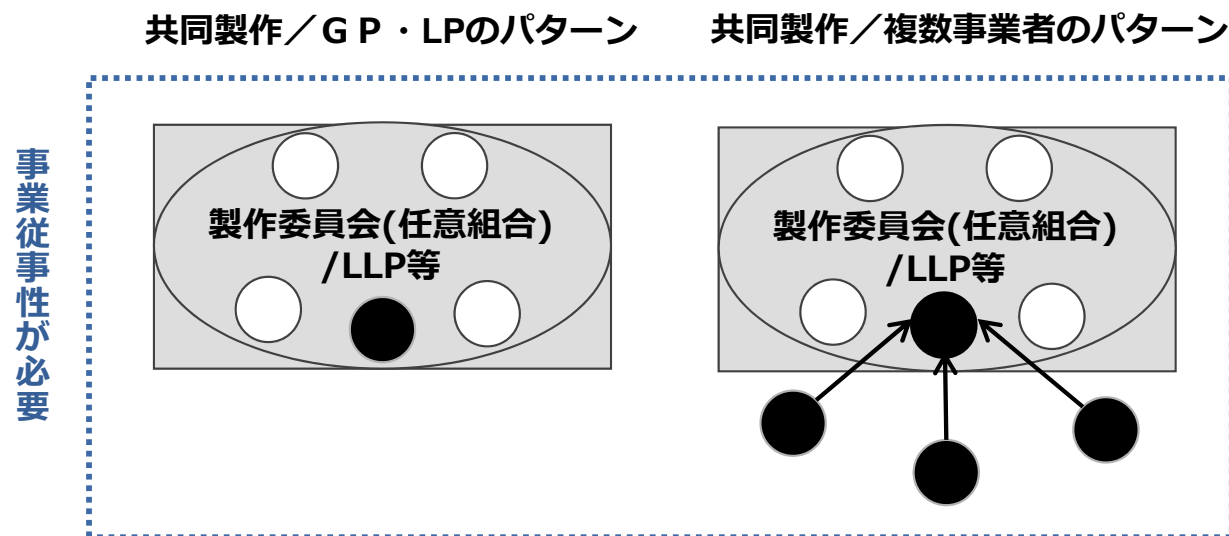 共同製作／ＧＰ・LPのパターン
共同製作／複数事業者のパターン
事業従事性が必要
製作委員会(任意組合)
/LLP等
製作委員会(任意組合)
/LLP等